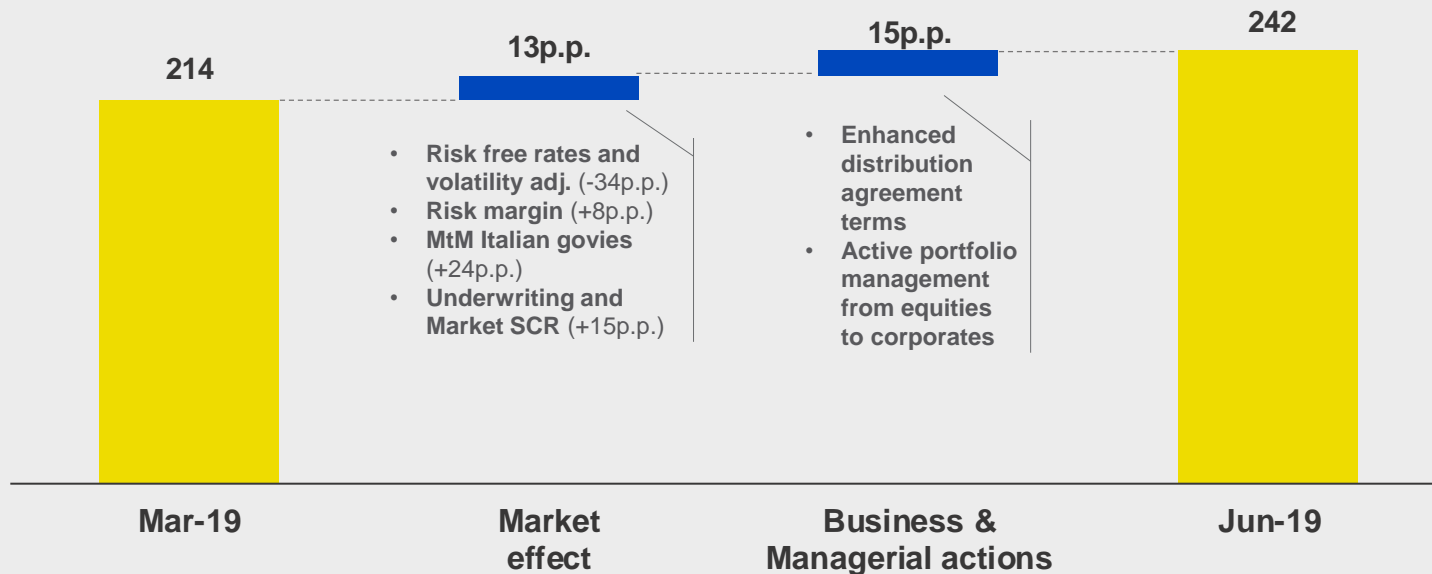 214
13p.p.
15p.p.
242
• Risk free rates and
volatility adj. (-34p.p.)
• Risk margin (+8p.p.)
• MtM Italian govies
(+24p.p.)
• Underwriting and
Market SCR (+15p.p.)
• Enhanced
distribution
agreement
terms
• Active portfolio
management
from equities
to corporates
Mar-19
Market
effect
Business &
Managerial actions
Jun-19